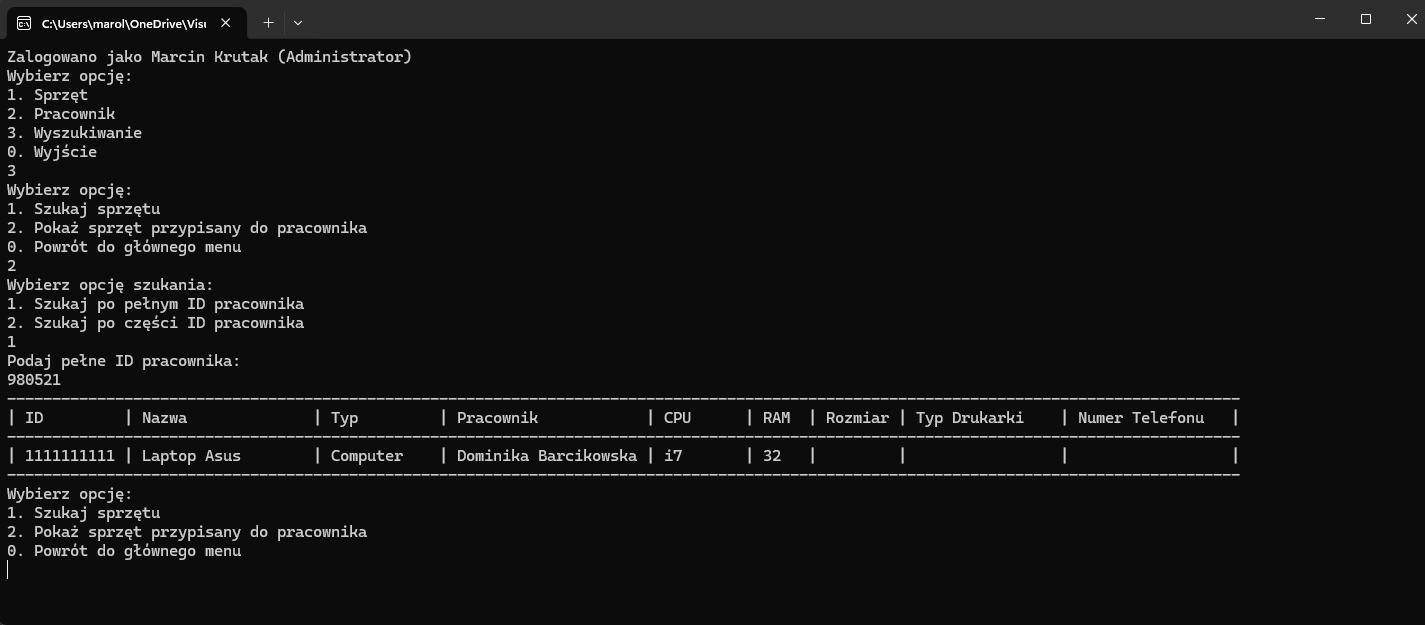 C:\Users\marol\OneDrive\Visu
Zalogowano jako Marcin Krutak (Administrator)
Wybierz opcję:
1. Sprzęt
2. Pracownik
3. Wyszukiwanie
0. Wyjście
3
Wybierz opcję:
1. Szukaj sprzętu
2. Pokaż sprzęt przypisany do pracownika
0. Powrót do głównego menu
2
Wybierz opcję szukania:
1. Szukaj po pełnym ID pracownika
2. Szukaj po części ID pracownika
1
Podaj pełne ID pracownika:
980521
| ID | Nazwa | Typ | Pracownik | CPU | RAM | Rozmiar | Typ Drukarki | Numer Telefonu |
| 1111111111 | Laptop Asus | Computer | Dominika Barcikowska | i7 | 32 | | | |
Wybierz opcję:
1. Szukaj sprzętu
2. Pokaż sprzęt przypisany do pracownika
0. Powrót do głównego menu